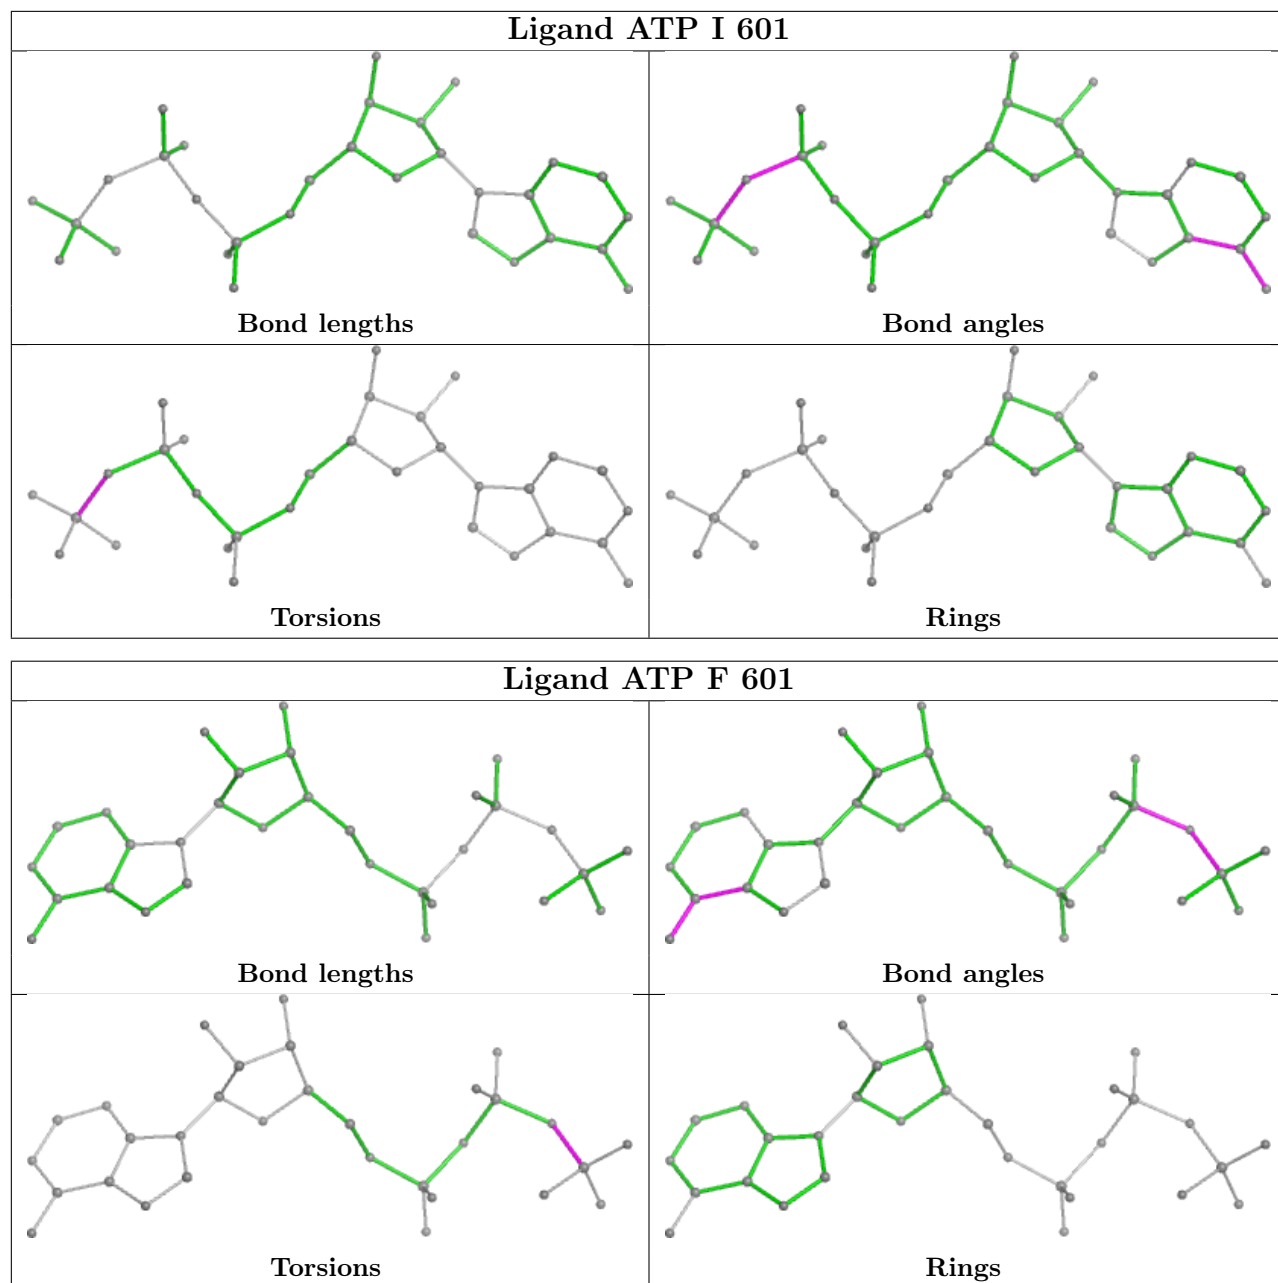 Ligand ATP I 601
Bond lengths
Bond angles
Torsions
Rings
Ligand ATP F 601
Bond lengths
Bond angles
Torsions
Rings